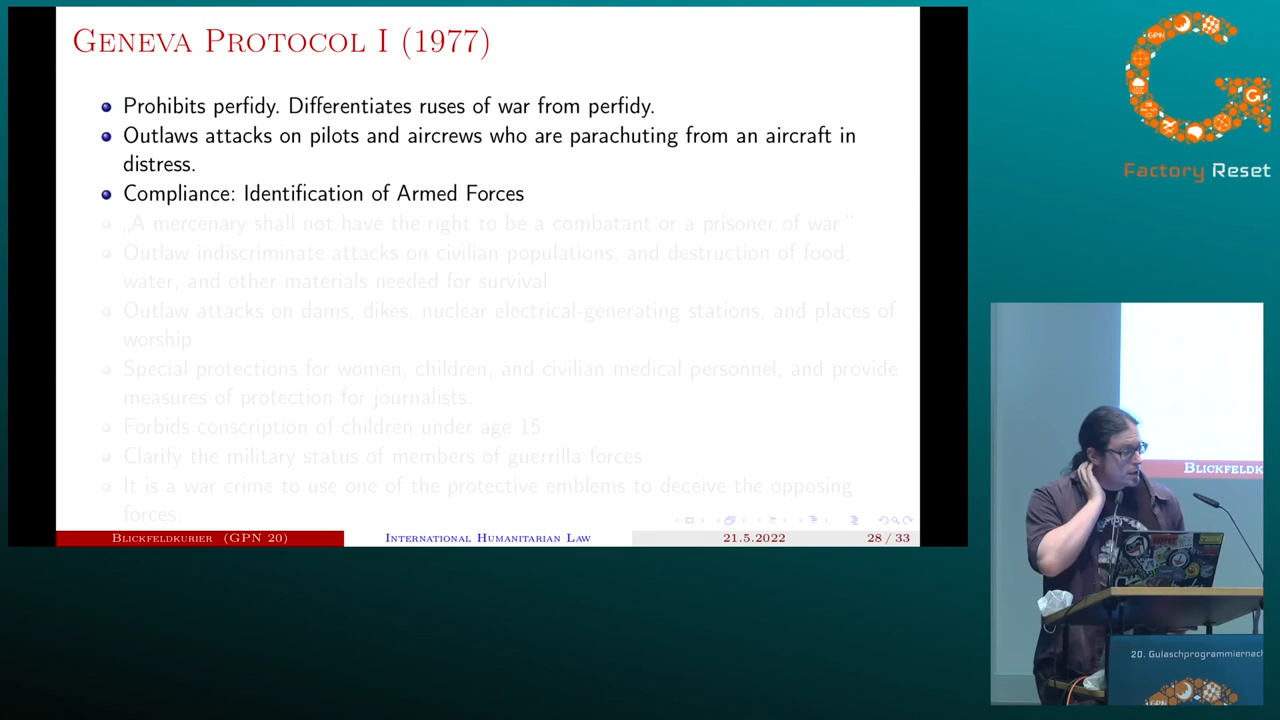 GENEVA PROTOCOL I (1977)
Prohibits perfidy. Differentiates ruses of war from perfidy.
Outlaws attacks on pilots and aircrews who are parachuting from an aircraft in
distress.
Compliance: Identification of Armed Forces
„A mercenary shall not have the right to be a combatant or a prisoner of war“
Outlaw indiscriminate attacks on civilian populations, and destruction of food,
water, and other materials needed for survival
Outlaw attacks on dams, dikes, nuclear electrical-generating stations, and places of
worship
Special protections for women, children, and civilian medical personnel, and provide
measures of protection for journalists.
Forbids conscription of children under age 15
Clarify the military status of members of guerrilla forces
It is a war crime to use one of the protective emblems to deceive the opposing
forces.
BLICKFELDKURIER (GPN 20)
INTERNATIONAL HUMANITARIAN LAW
21.5.2022
28 / 33
GPN
G
Factory Reset
BLICKFELDK
20. Gulaschprogrammiernach